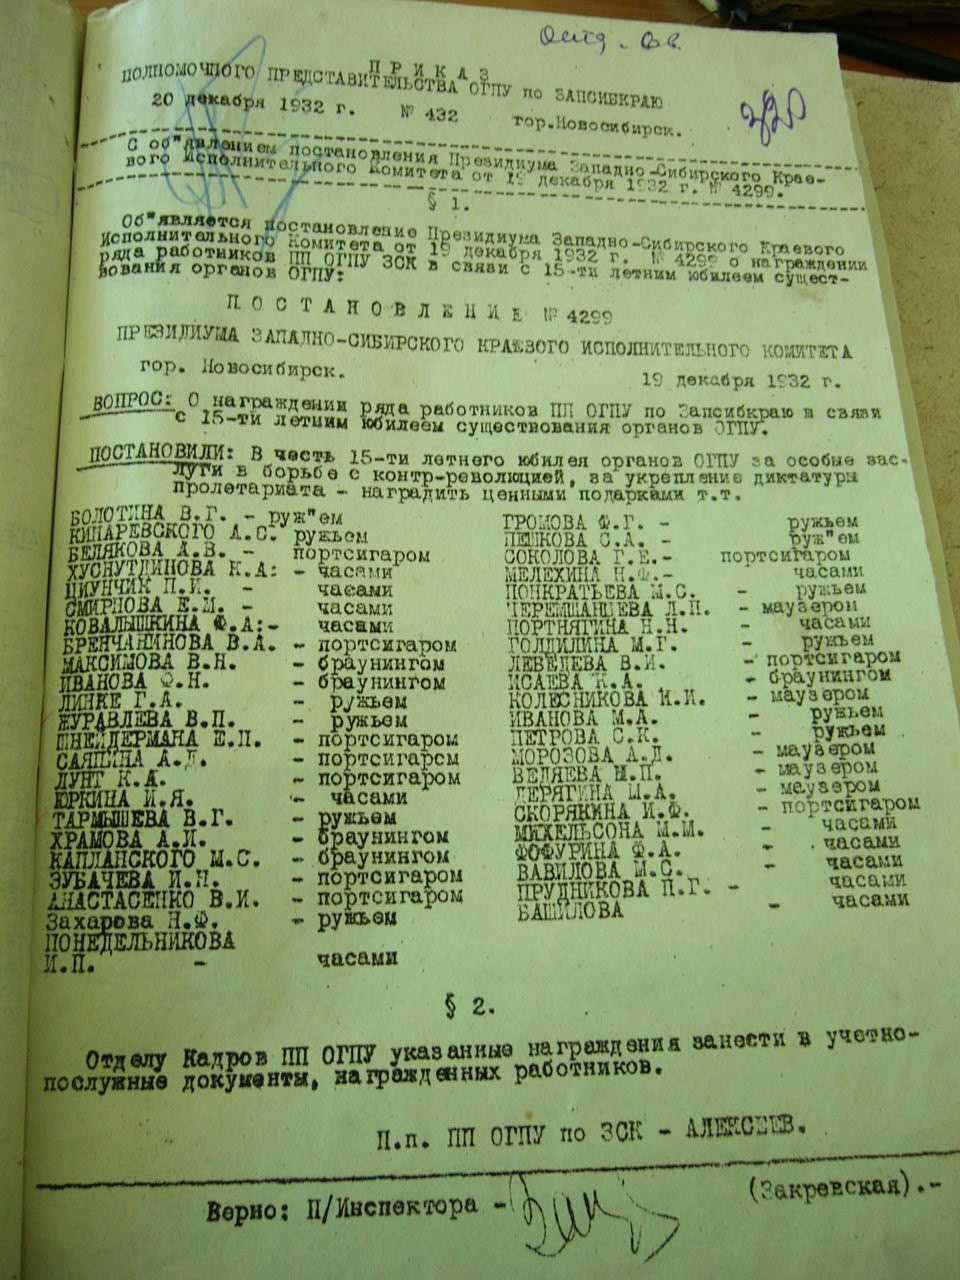 П Р И К А З
ПОЛНОМОЧНОГО ПРЕДСТАВИТЕЛЬСТВА ОГПУ по ЗАПСИБКРАЮ
20 декабря 1932 г. № 432 гор.Новосибирск.
С об"явлением постановления Президиума Западно-Сибирского Крае-
вого Исполнительного Комитета от 19 декабря 1932 г. № 4299.
§ 1.
Об"является постановление Президиума Западно-Сибирского Краевого
Исполнительного Комитета от 19 декабря 1932 г. № 4299 о награждении
ряда работников ПП ОГПУ ЗСК в связи с 15-ти летним юбилеем сущест-
вования органов ОГПУ:
П О С Т А Н О В Л Е Н И Е № 4299
ПРЕЗИДИУМА ЗАПАДНО-СИБИРСКОГО КРАЕВОГО ИСПОЛНИТЕЛЬНОГО КОМИТЕТА
гор. Новосибирск. 19 декабря 1932 г.
ВОПРОС: О награждении ряда работников ПП ОГПУ по Запсибкраю в связи
с 15-ти летним юбилеем существования органов ОГПУ.
ПОСТАНОВИЛИ: В честь 15-ти летнего юбилея органов ОГПУ за особые зас-
луги в борьбе с контр-революцией, за укрепление диктатуры
пролетариата - наградить ценными подарками т.т.
БОЛОТИНА В.Г. - руж"ем
КИПАРЕВСКОГО А.С. ружьем
БЕЛЯКОВА А.В. - портсигаром
ХУСНУТДИНОВА К.А: - часами
ЦИУНЧИК П.И. - часами
СМИРНОВА Е.М. - часами
КОВАЛЫШКИНА Ф.А:- часами
БРЕНЧАНИНОВА В.А. - портсигаром
МАКСИМОВА В.Н. - браунингом
ИВАНОВА Ф.Н. - браунингом
ЛИНКЕ Г.А. - ружьем
ЖУРАВЛЕВА В.П. - ружьем
ШНЕЙДЕРМАНА Е.П. - портсигаром
САЯПИНА А.Д. - портсигаром
ЛУНТ К.А. - портсигаром
ЮРКИНА И.Я. - часами
ТАРМЫШЕВА В.Г. - ружьем
ХРАМОВА А.И. - браунингом
КАПЛАНСКОГО М.С. - браунингом
ЗУБАЧЕВА И.Н. - портсигаром
АНАСТАСЕНКО В.И. - портсигаром
Захарова Н.Ф. - ружьем
ПОНЕДЕЛЬНИКОВА
И.П. - часами
ГРОМОВА Ф.Г. - ружьем
ПЕШКОВА С.А. - руж"ем
СОКОЛОВА Г.Е.- портсигаром
МЕЛЕХИНА Н.Ф.- часами
ПОНКРАТЬЕВА М.С. - ружьем
ЧЕРЕМШАНЦЕВА Л.П. - маузером
ПОРТНЯГИНА Н.Н. - часами
ГОЛДИЛИНА М.Г. - ружьем
ЛЕБЕДЕВА В.И. - портсигаром
ИСАЕВА К.А. - браунингом
КОЛЕСНИКОВА К.И. - маузером
ИВАНОВА М.А. - ружьем
ПЕТРОВА С.К. - ружьем
МОРОЗОВА А.Д. - маузером
БЕЛЯЕВА М.П. - маузером
ДЕРЯГИНА М.А. - маузером
СКОРЯКИНА И.Ф. - портсигаром
МИХЕЛЬСОНА М.М. - часами
ФОФУРИНА Ф.А. - часами
ВАВИЛОВА М.С. - часами
ПРУДНИКОВА П.Г. - часами
БАШИЛОВА - часами
§ 2.
Отделу Кадров ПП ОГПУ указанные награждения занести в учетно-
послужные документы, награжденных работников.
П.п. ПП ОГПУ по ЗСК - АЛЕКСЕЕВ.
Верно: П/Инспектора - (Закревская).-